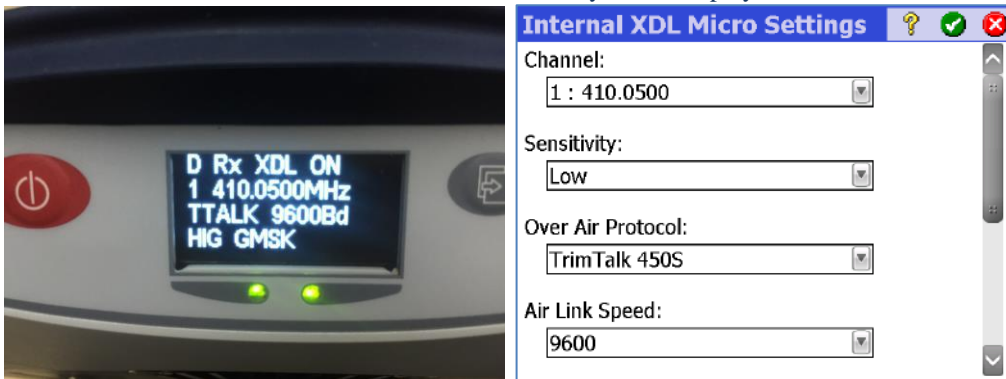 D Rx XDL ON
1 410.0500MHz
TTALK 9600Bd
HIG GMSK
Internal XDL Micro Settings
Channel:
1 : 410.0500
Sensitivity:
Low
Over Air Protocol:
TrimTalk 450S
Air Link Speed:
9600